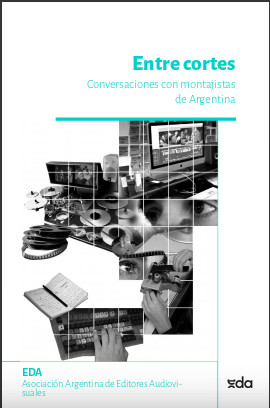 Entre cortes
Conversaciones con montajistas
de Argentina
EDA
Asociación Argentina de Editores Audiovi-
suales
eda